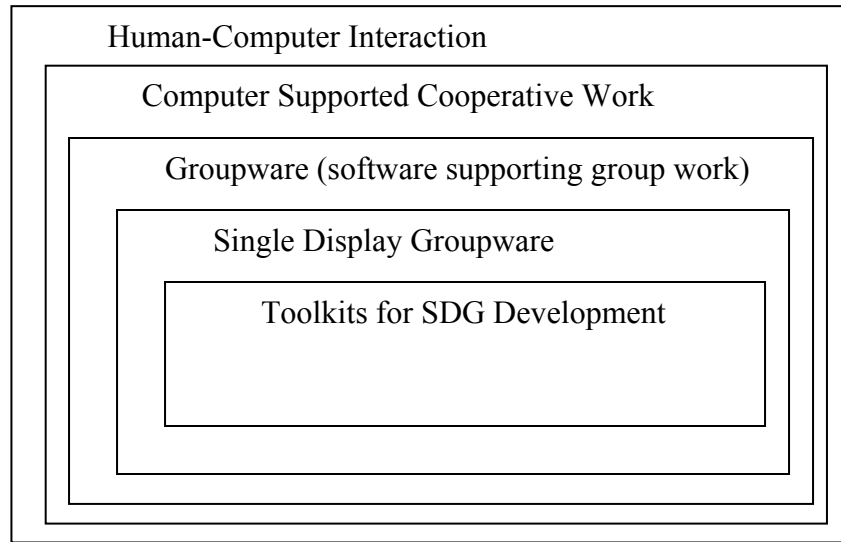 Human-Computer Interaction
Computer Supported Cooperative Work
Groupware (software supporting group work)
Single Display Groupware
Toolkits for SDG Development